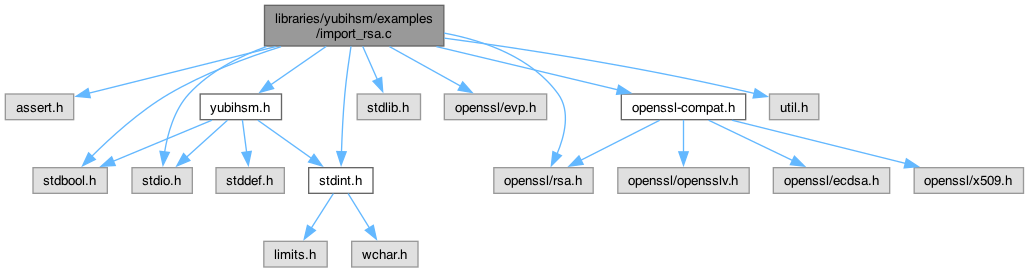 libraries/yubihsm/examples
/import_rsa.c
assert.h
yubihsm.h
stdlib.h
openssl/evp.h
openssl-compat.h
util.h
stdbool.h
stdio.h
stddef.h
stdint.h
openssl/rsa.h
openssl/opensslv.h
openssl/ecdsa.h
openssl/x509.h
limits.h
wchar.h